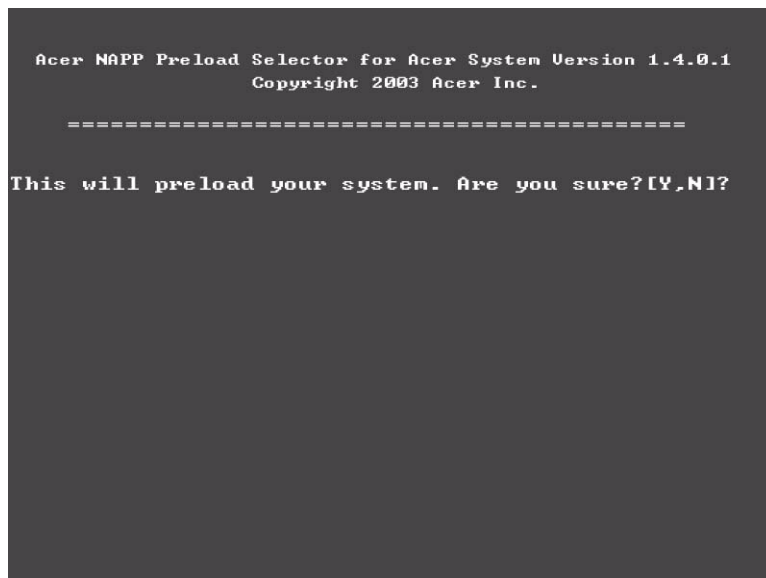 Acer NAPP Preload Selector for Acer System Version 1.4.0.1
Copyright 2003 Acer Inc.
===========================================
This will preload your system. Are you sure?[Y,N]?